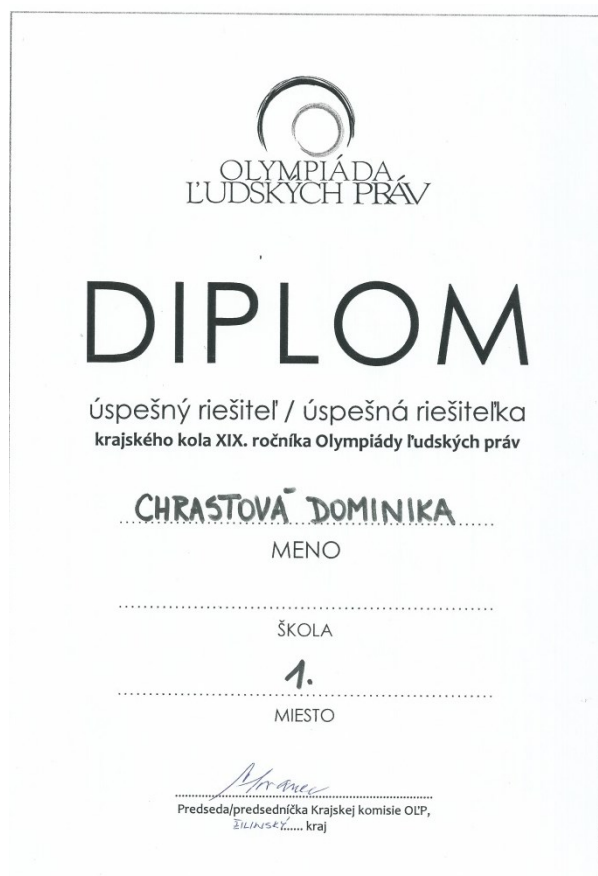 OLYMPIÁDA
ĽUDSKÝCH PRÁV
DIPLOM
úspešný riešiteľ / úspešná riešiteľka
krajského kola XIX. ročníka Olympiády ľudských práv
CHRASTOVÁ DOMINIKA
MENO
ŠKOLA
1.
MIESTO
Predseda/predsedníčka Krajskej komisie OĽP,
ŽILINSKÝ...... kraj